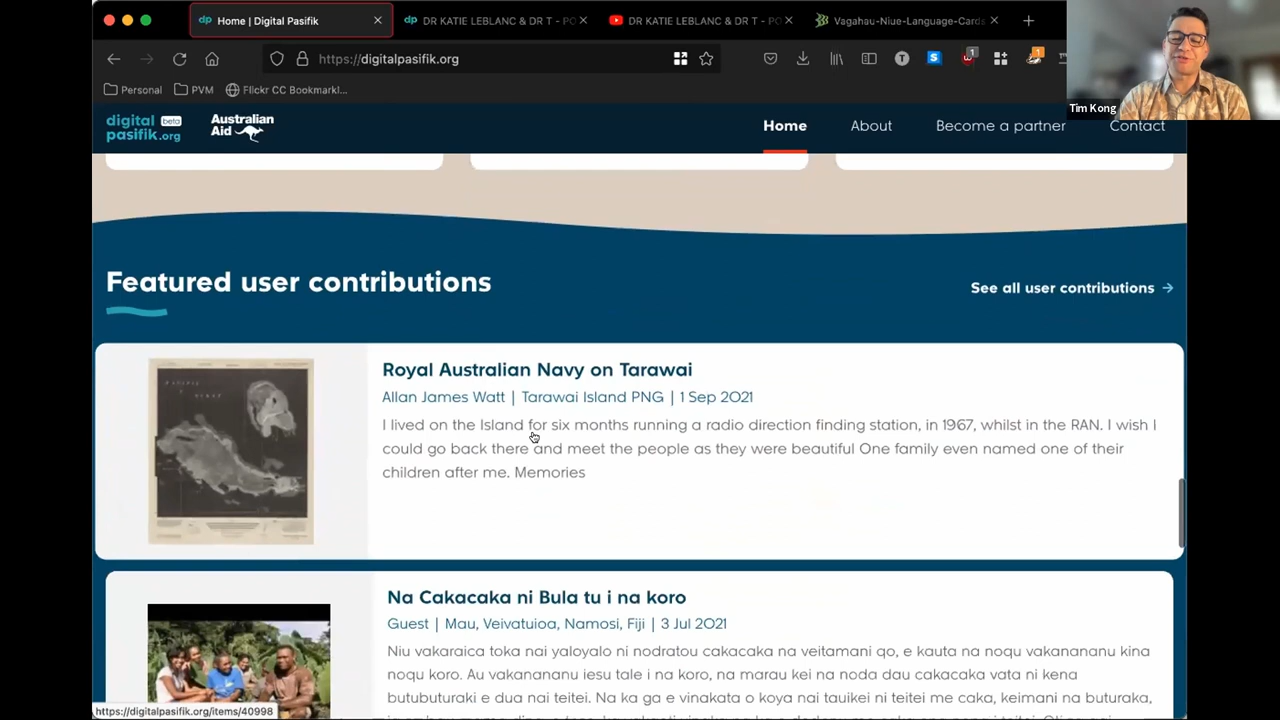 Home | Digital Pasifik
DR KATIE LEBLANC & DR T - PO
DR KATIE LEBLANC & DR T - PO
Vagahau-Niue-Language-Cards
https://digitalpasifik.org
Personal
PVM
Flickr CC Bookmarkl...
Tim Kong
digital beta
pasifik.org
Australian
Aid
Home
About
Become a partner
Contact
Featured user contributions
See all user contributions →
Royal Australian Navy on Tarawai
Allan James Watt | Tarawai Island PNG | 1 Sep 2021
I lived on the Island for six months running a radio direction finding station, in 1967, whilst in the RAN. I wish I
could go back there and meet the people as they were beautiful One family even named one of their
children after me. Memories
Na Cakacaka ni Bula tu i na koro
Guest | Mau, Veivatuioa, Namosi, Fiji | 3 Jul 2021
Niu vakaraica toka nai yaloyalo ni nodratou cakacaka na veitamani qo, e kauta na noqu vakanananu kina
noqu koro. Au vakanananu iesu tale i na koro, na marau kei na noda dau cakacaka vata ni kena
butubuturaki e dua nai teitei. Na ka ga e vinakata o koya nai tauikei ni teitei me caka, keimani na buturaka,
https://digitalpasifik.org/items/40998